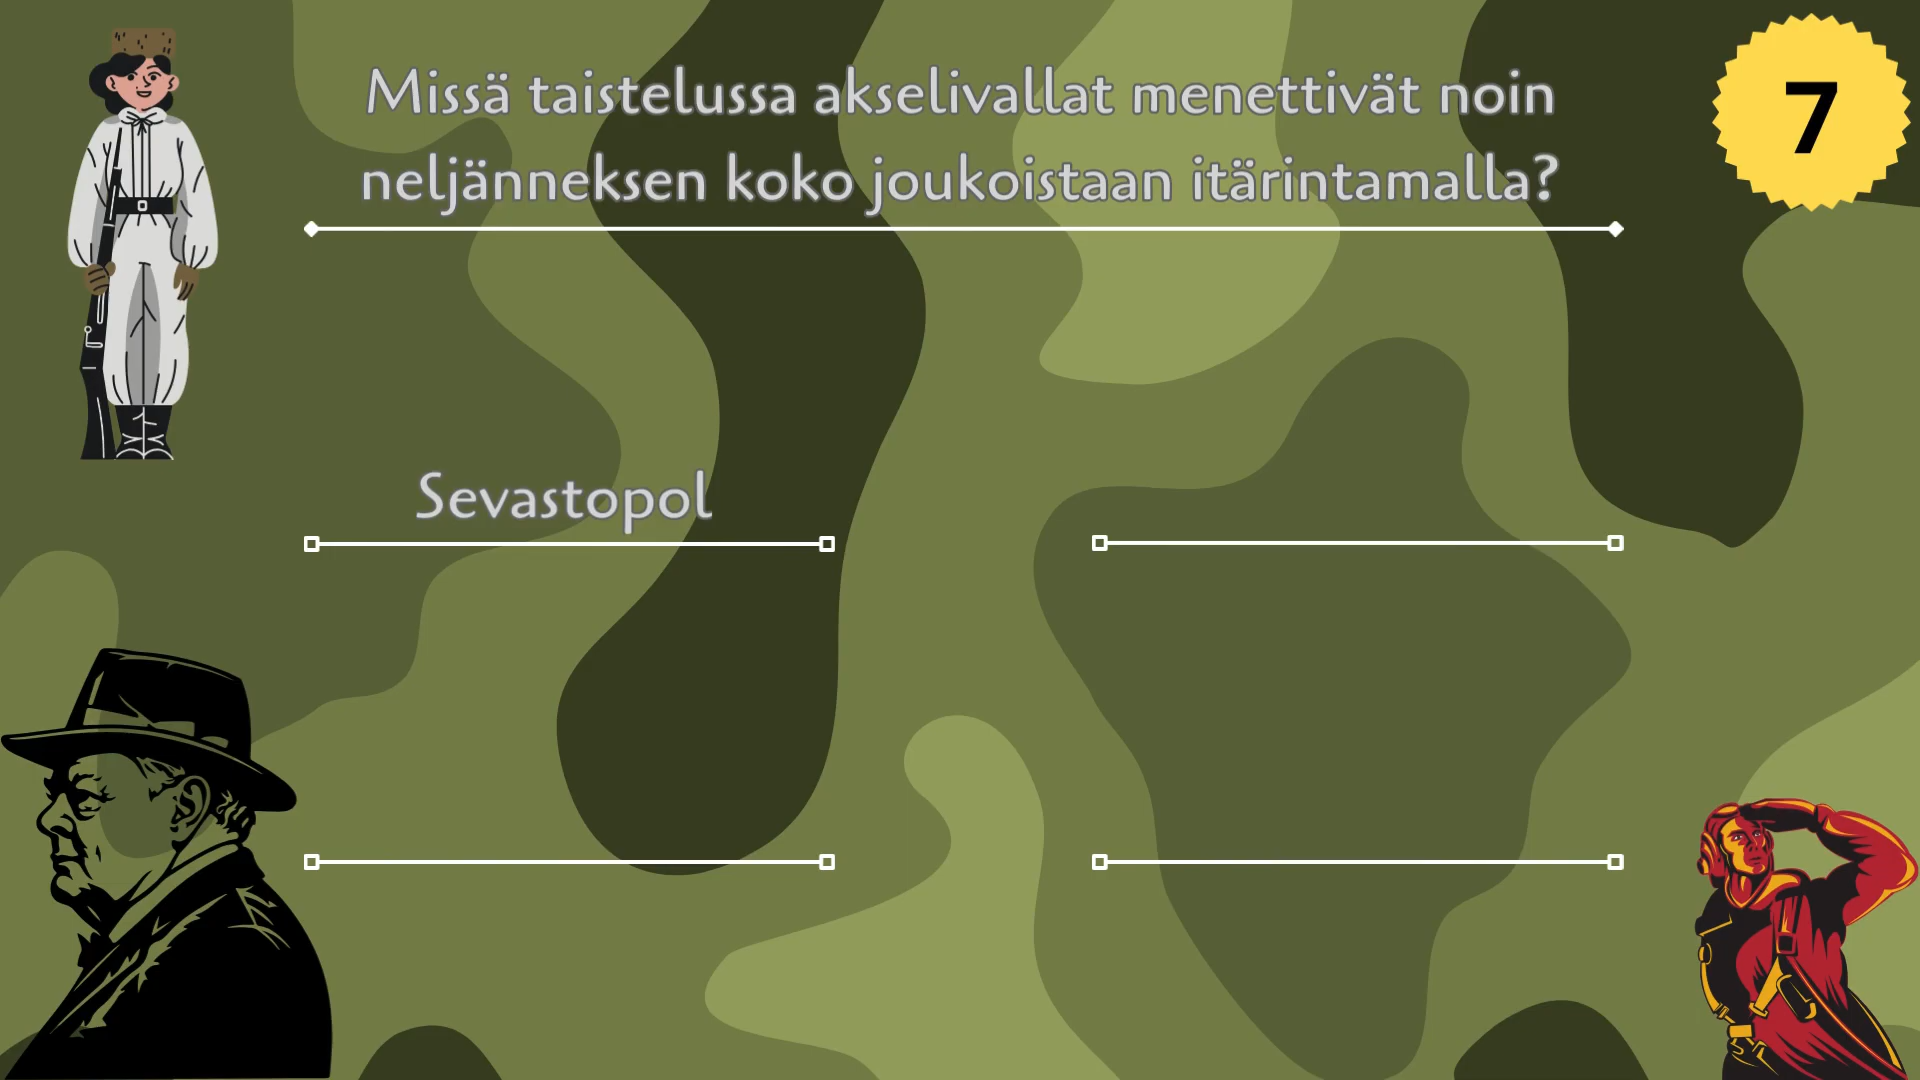 Missä taistelussa akselivallat menettivät noin
neljänneksen koko joukoistaan itärintamalla?
7
Sevastopol